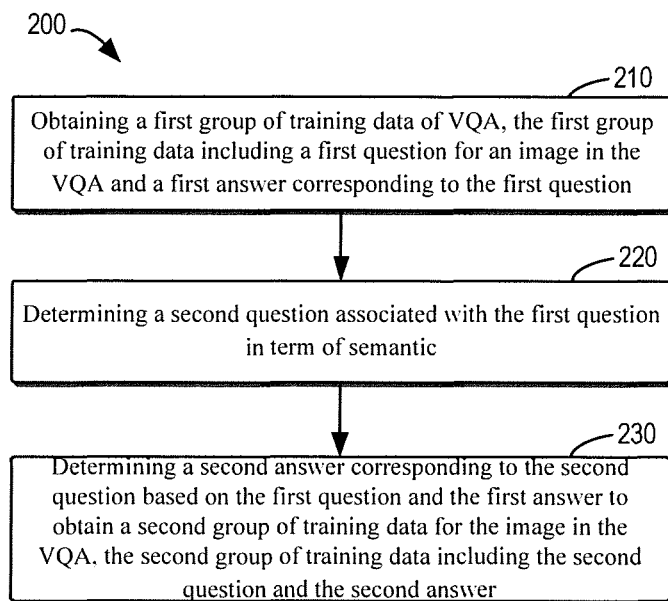 200
210
Obtaining a first group of training data of VQA, the first group
of training data including a first question for an image in the
VQA and a first answer corresponding to the first question
220
Determining a second question associated with the first question
in term of semantic
230
Determining a second answer corresponding to the second
question based on the first question and the first answer to
obtain a second group of training data for the image in the
VQA, the second group of training data including the second
question and the second answer